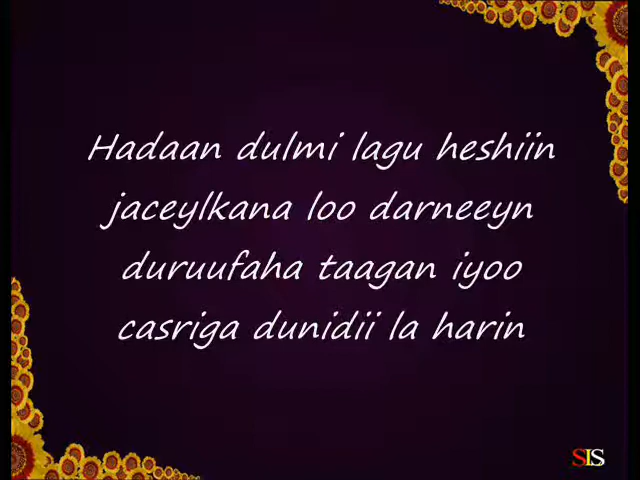 Hadaan dulmi lagu heshiin
jaceylkana loo darneeyn
duruufaha taagan iyoo
casriga dunidii la harin
SIS